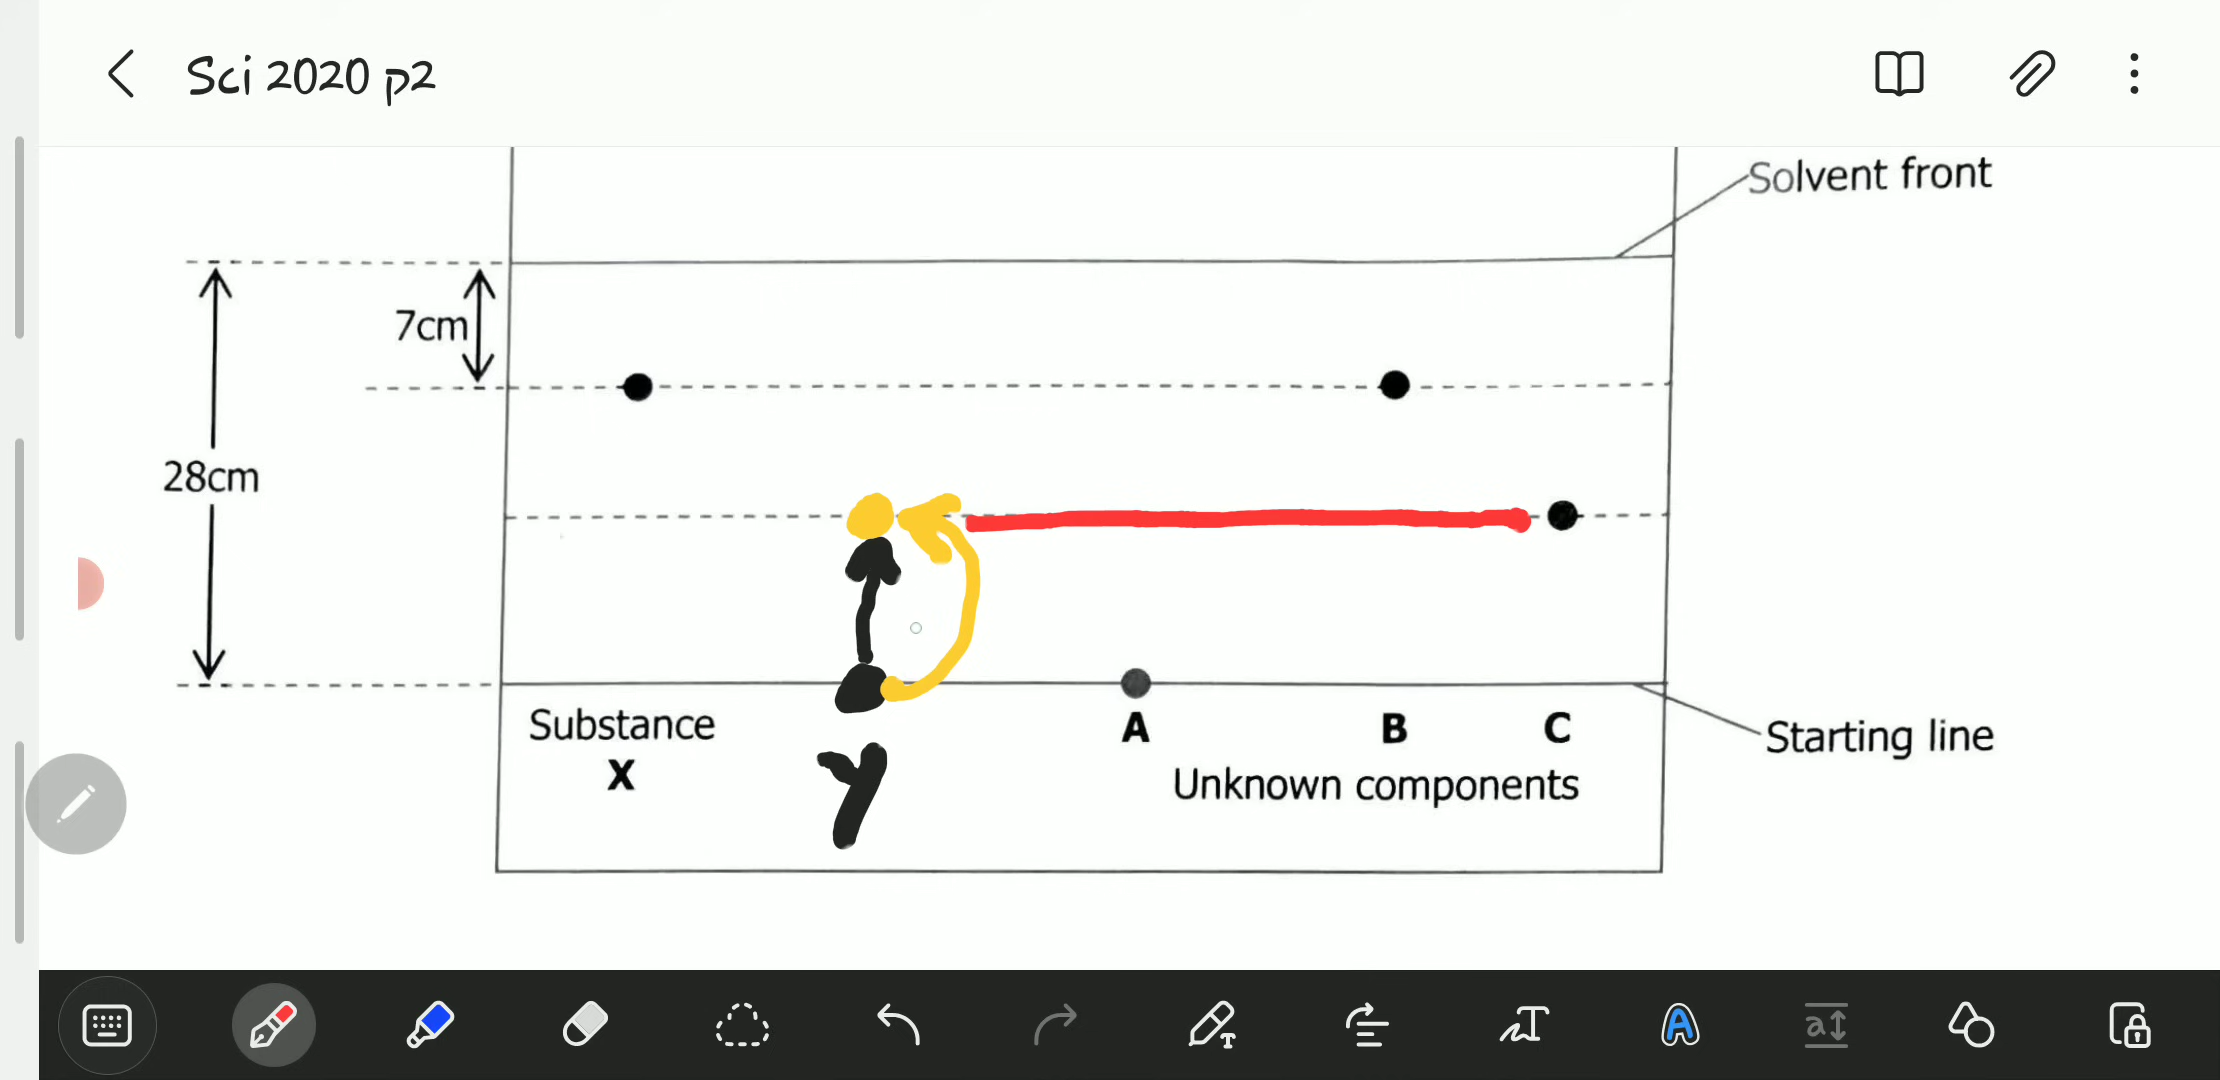 Sci 2020 p2
Solvent front
7cm
28cm
Substance
X
Y
A
B
C
Unknown components
Starting line
T
T
A
a